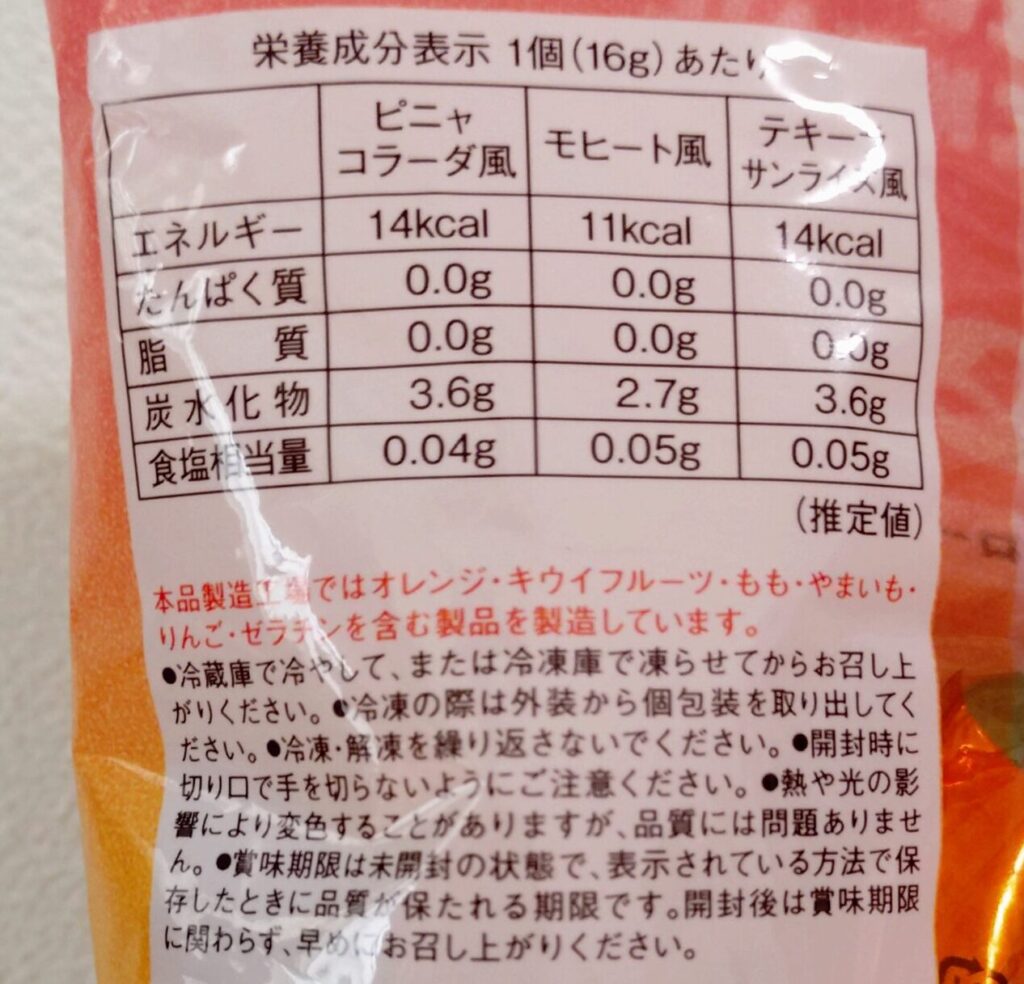 栄養成分表示 1個(16g)あたり
ピニャコラーダ風 モヒート風 テキーラサンライズ風
エネルギー 14kcal 11kcal 14kcal
たんぱく質 0.0g 0.0g 0.0g
脂質 0.0g 0.0g 0.0g
炭水化物 3.6g 2.7g 3.6g
食塩相当量 0.04g 0.05g 0.05g
(推定値)
本品製造工場ではオレンジ・キウイフルーツ・もも・やまいも・
りんご・ゼラチンを含む製品を製造しています。
●冷蔵庫で冷やして、または冷凍庫で凍らせてからお召し上
がりください。●冷凍の際は外装から個包装を取り出してく
ださい。●冷凍・解凍を繰り返さないでください。●開封時に
切り口で手を切らないようにご注意ください。●熱や光の影
響により変色することがありますが、品質には問題ありませ
ん。●賞味期限は未開封の状態で、表示されている方法で保
存したときに品質が保たれる期限です。開封後は賞味期限
に関わらず、早めにお召し上がりください。